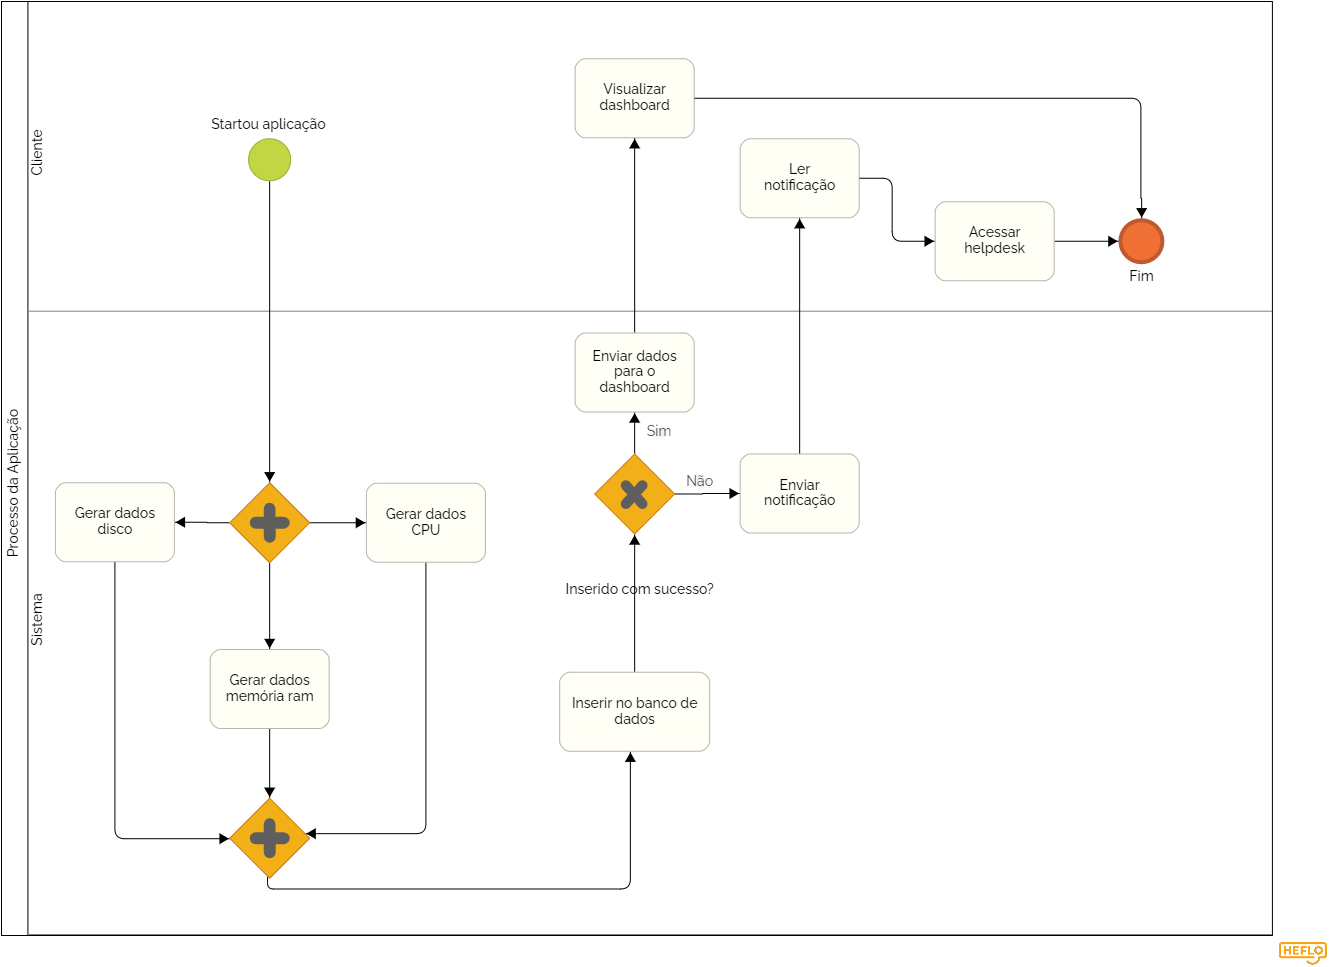 Processo da Aplicação
Cliente
Startou aplicação
Visualizar
dashboard
Ler
notificação
Acessar
helpdesk
Fim
Sistema
Enviar dados
para o
dashboard
Sim
Não
Enviar
notificação
Inserido com sucesso?
Gerar dados
disco
Gerar dados
CPU
Gerar dados
memória ram
Inserir no banco de
dados
HEFLO